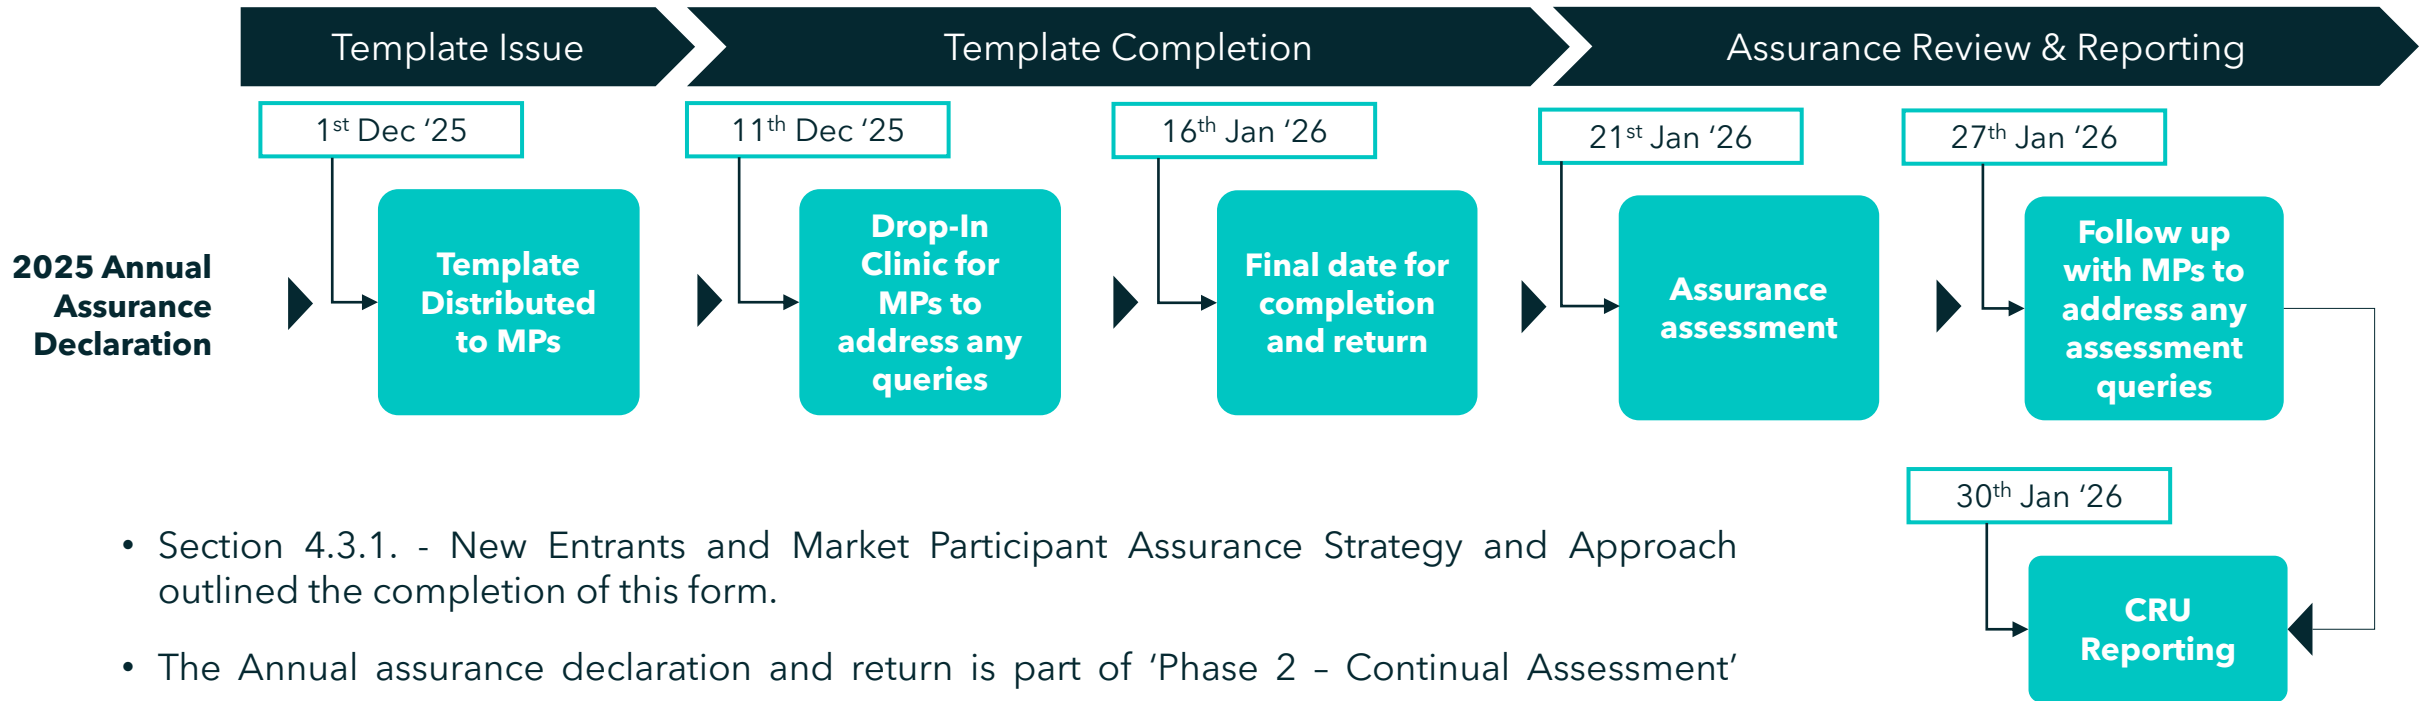 Template Issue
Template Completion
Assurance Review & Reporting
1st Dec ‘25
11th Dec ‘25
16th Jan ‘26
21st Jan ‘26
27th Jan ‘26
2025 Annual
Assurance
Declaration
Template
Distributed
to MPs
Drop-In
Clinic for
MPs to
address any
queries
Final date for
completion
and return
Assurance
assessment
Follow up
with MPs to
address any
assessment
queries
30th Jan ‘26
CRU
Reporting
• Section 4.3.1. - New Entrants and Market Participant Assurance Strategy and Approach
outlined the completion of this form.
• The Annual assurance declaration and return is part of ‘Phase 2 – Continual Assessment’